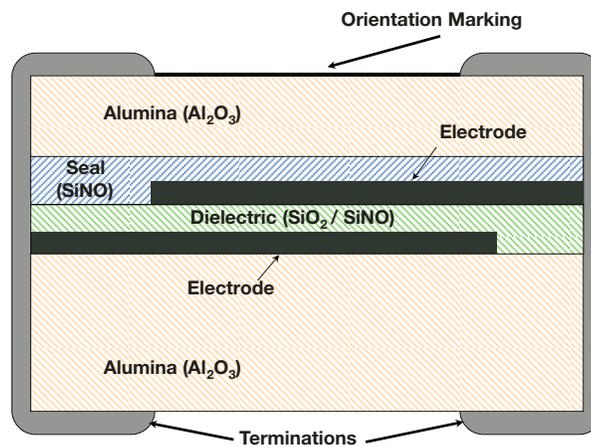 Orientation Marking
Alumina (Al₂O₃)
Electrode
Seal
(SiNO)
Dielectric (SiO₂ / SiNO)
Electrode
Alumina (Al₂O₃)
Terminations